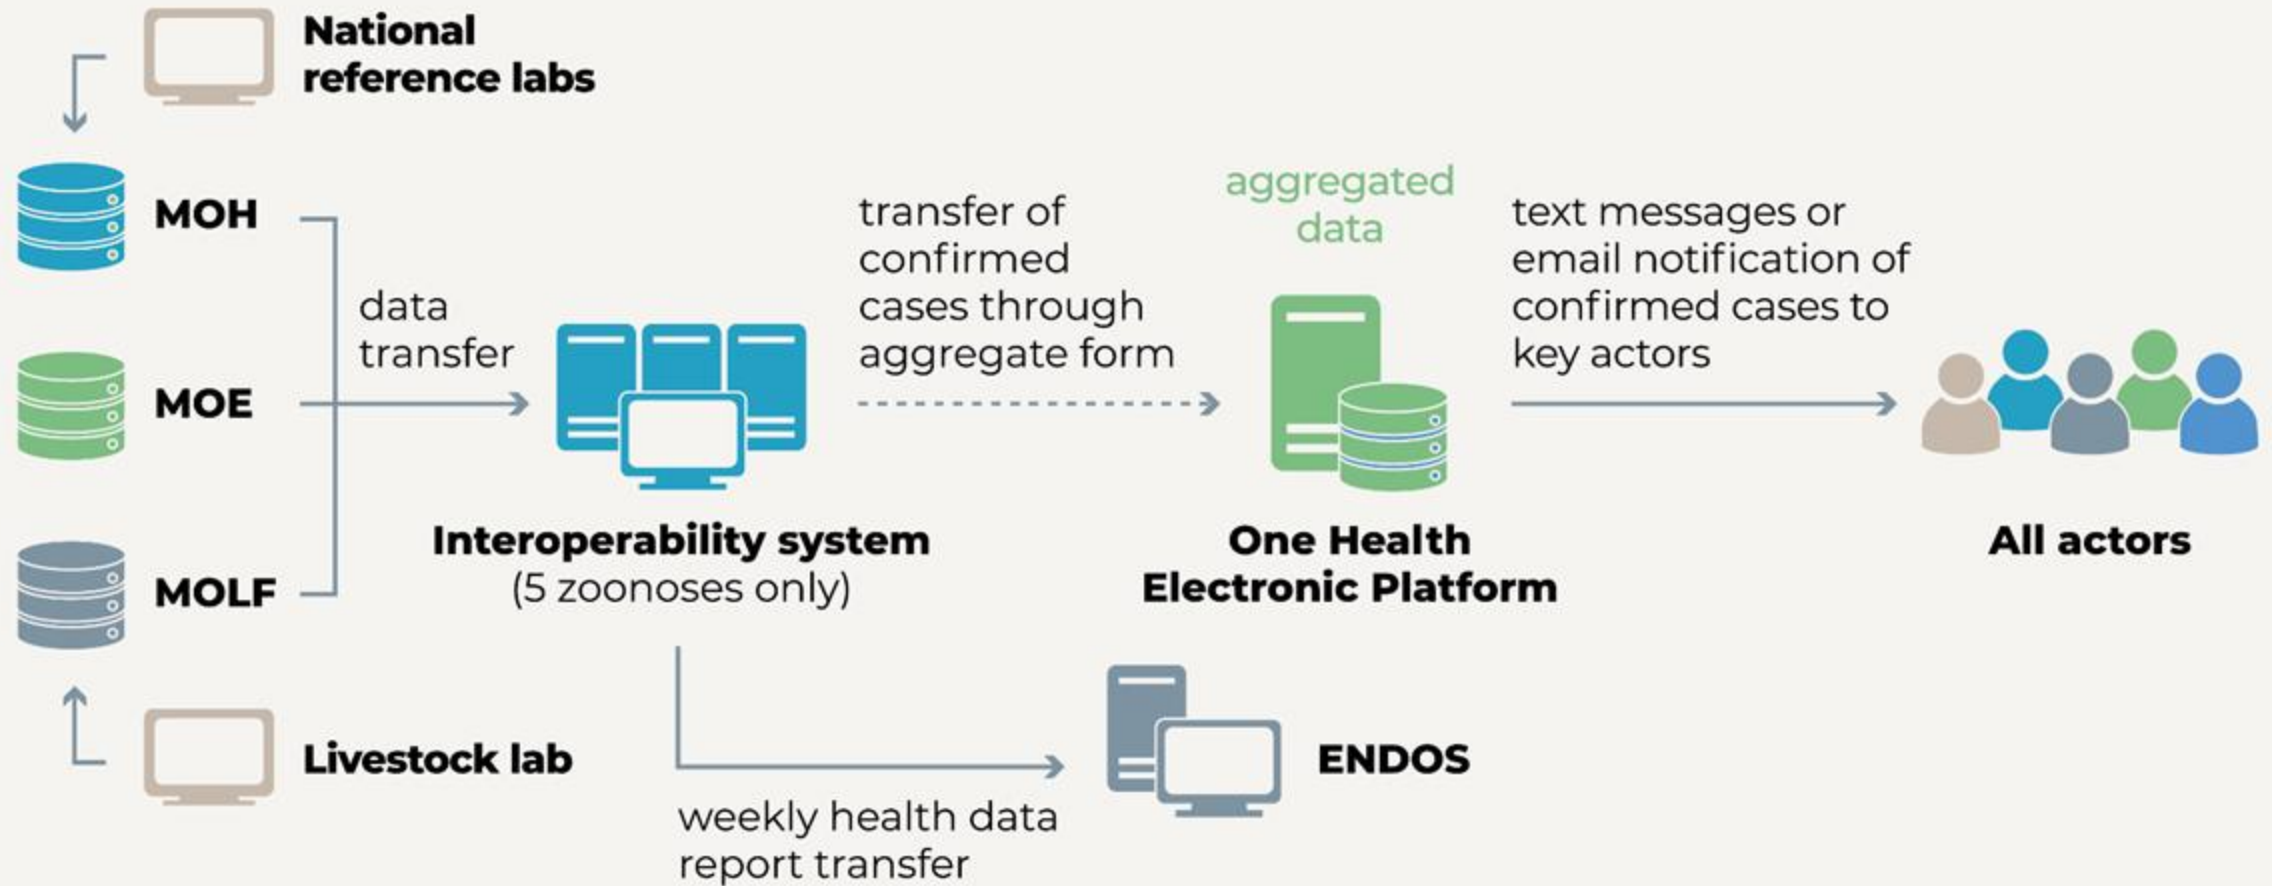 National
reference labs
MOH
data
transfer
MOE
MOLF
Livestock lab
Interoperability system
(5 zoonoses only)
transfer of
confirmed
cases through
aggregate form
aggregated
data
One Health
Electronic Platform
text messages or
email notification of
confirmed cases to
key actors
All actors
weekly health data
report transfer
ENDOS